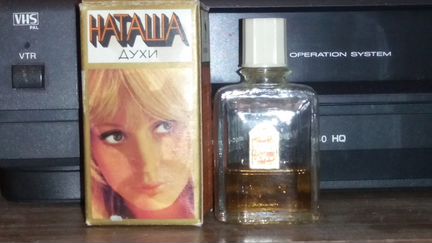 VHS
PAL
VTR
НАТАША
ДУХИ
OPERATION SYSTEM
HQ